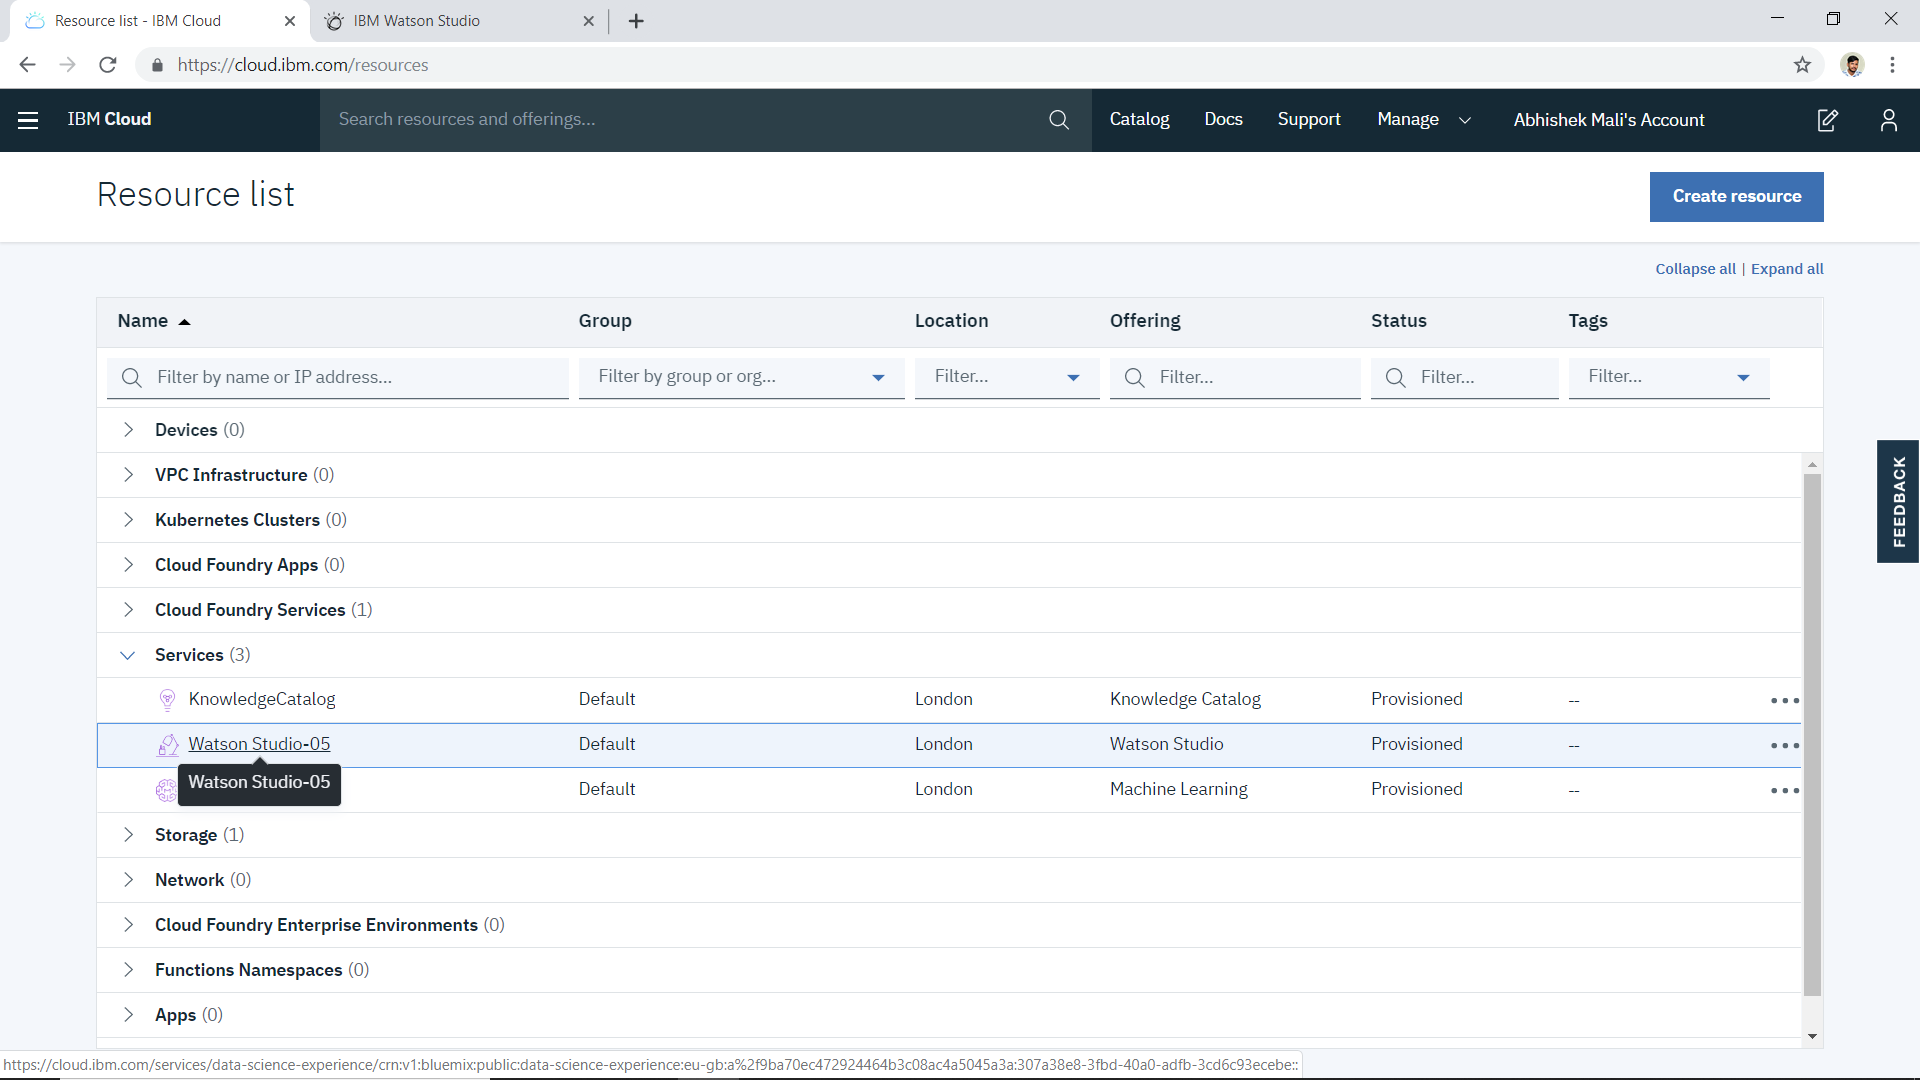 Resource list - IBM Cloud
IBM Watson Studio
https://cloud.ibm.com/resources
IBM Cloud
Search resources and offerings...
Catalog
Docs
Support
Manage
Abhishek Mali's Account
Resource list
Create resource
Collapse all | Expand all
Name Group Location Offering Status Tags
Filter by name or IP address... Filter by group or org... Filter... Filter... Filter... Filter...
Devices (0)
VPC Infrastructure (0)
Kubernetes Clusters (0)
Cloud Foundry Apps (0)
Cloud Foundry Services (1)
Services (3)
KnowledgeCatalog Default London Knowledge Catalog Provisioned --
Watson Studio-05 Default London Watson Studio Provisioned --
Watson Studio-05
Default London Machine Learning Provisioned --
Storage (1)
Network (0)
Cloud Foundry Enterprise Environments (0)
Functions Namespaces (0)
Apps (0)
FEEDBACK
https://cloud.ibm.com/services/data-science-experience/crn:v1:bluemix:public:data-science-experience:eu-gb:a%2f9ba70ec472924464b3c08ac4a5045a3a:307a38e8-3fbd-40a0-adfb-3cd6c93ecebe::